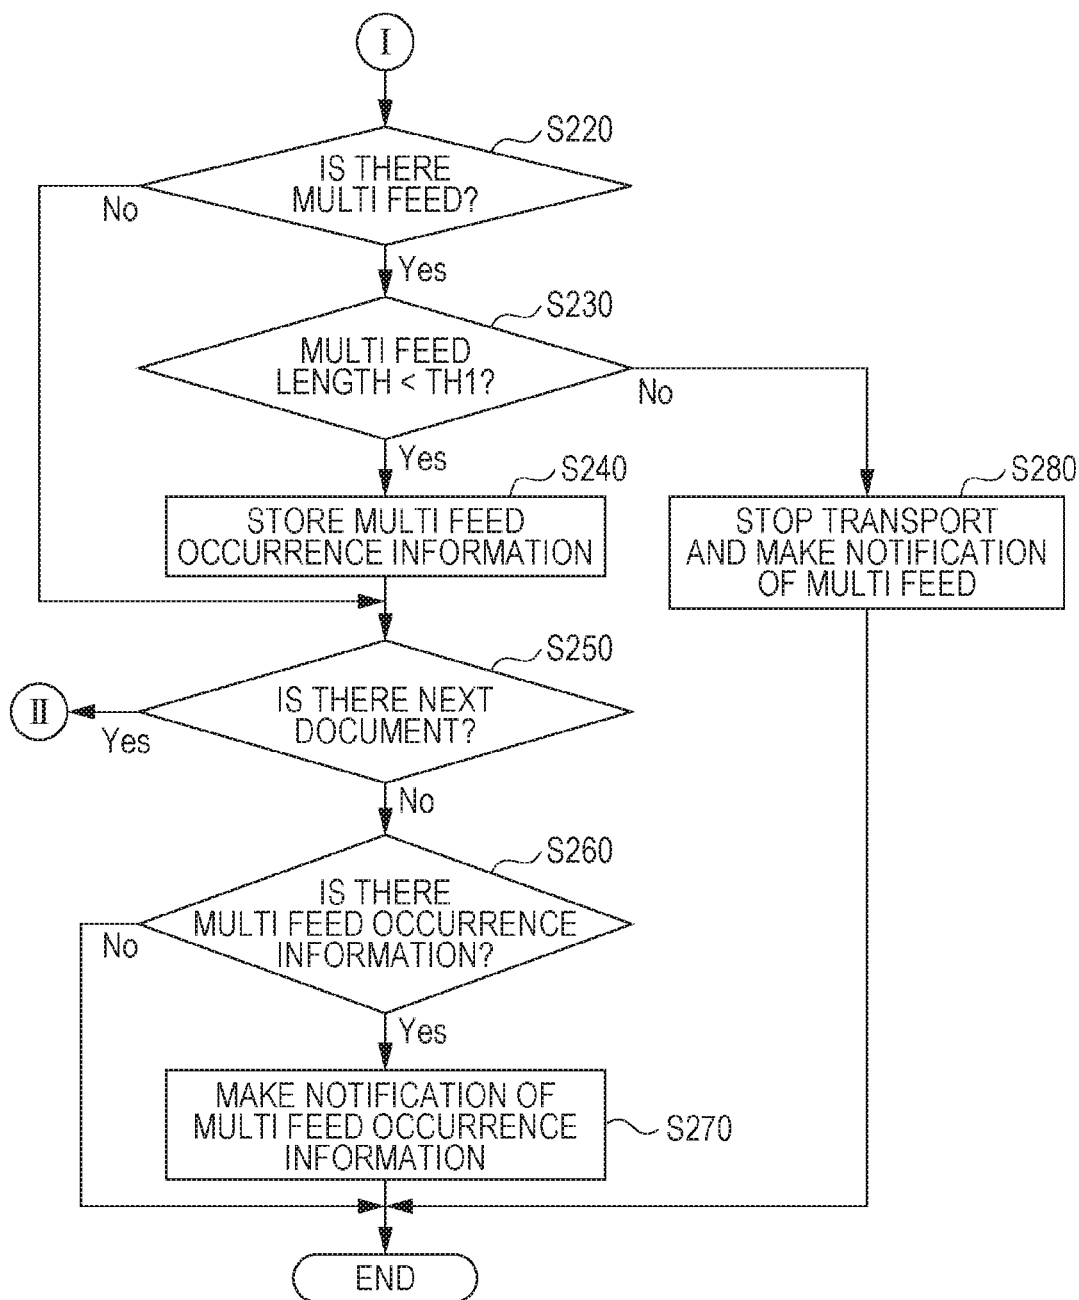 I
S220
IS THERE
MULTI FEED?
No
Yes
S230
MULTI FEED
LENGTH < TH1?
No
Yes
S240
STORE MULTI FEED
OCCURRENCE INFORMATION
S280
STOP TRANSPORT
AND MAKE NOTIFICATION
OF MULTI FEED
S250
IS THERE NEXT
DOCUMENT?
II
Yes
No
S260
IS THERE
MULTI FEED OCCURRENCE
INFORMATION?
No
Yes
MAKE NOTIFICATION OF
MULTI FEED OCCURRENCE
INFORMATION
S270
END